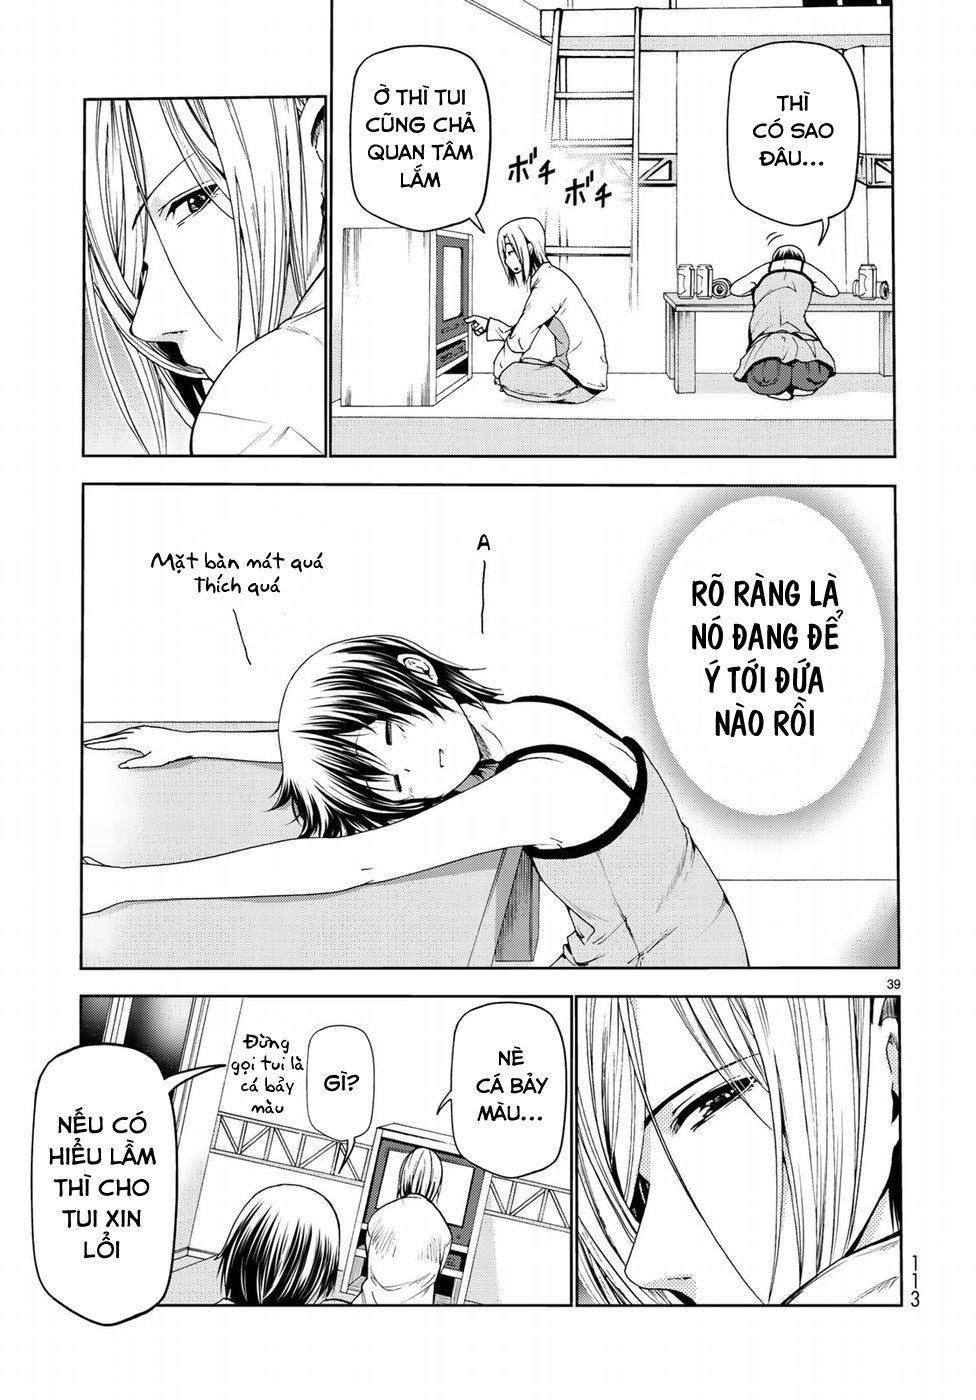 THÌ
CÓ SAO
ĐÂU...
Ờ THÌ TUI
CŨNG CHẢ
QUAN TÂM
LẮM
ボチ
ボチ
RÕ RÀNG LÀ
NÓ ĐANG ĐỂ
Ý TỚI ĐỨA
NÀO RỒI
A
Mặt bàn mát quá
Thích quá
39
NÈ
CÁ BẢY
MÀU...
GÌ?
Đừng
gọi tui là
cá bảy
màu
NẾU CÓ
HIỂU LẦM
THÌ CHO
TUI XIN
LỔI
113